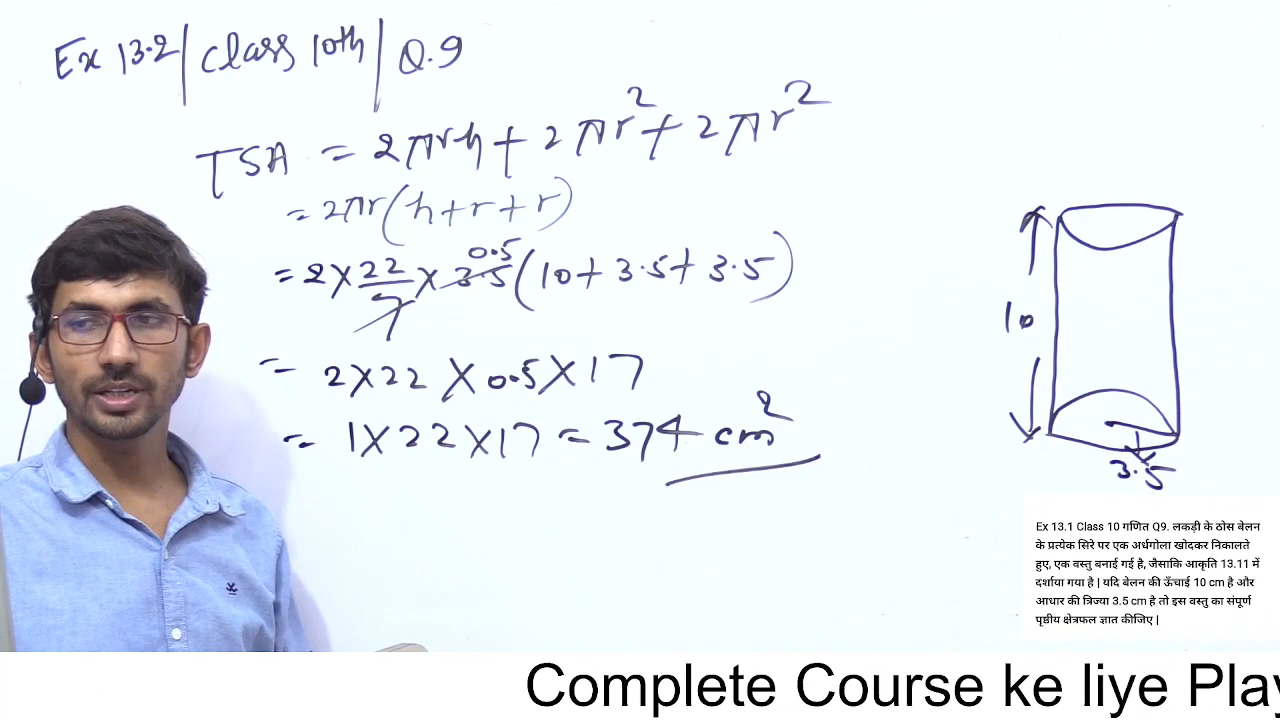 Ex 13.2 | Class 10th | Q.9
TSA = 2πrh + 2πr² + 2πr²
= 2πr(h+r+r)
0.5
= 2 × 22/7 × 3.5 (10 + 3.5 + 3.5)
= 2×22×0.5×17
= 1×22×17 = 374 cm²
10
3.5
Ex 13.1 Class 10 गणित Q9. लकड़ी के ठोस बेलन
के प्रत्येक सिरे पर एक अर्धगोला खोदकर निकालते
हुए, एक वस्तु बनाई गई है, जैसाकि आकृति 13.11 में
दर्शाया गया है | यदि बेलन की ऊँचाई 10 cm है और
आधार की त्रिज्या 3.5 cm है तो इस वस्तु का संपूर्ण
पृष्ठीय क्षेत्रफल ज्ञात कीजिए |
Complete Course ke liye Play